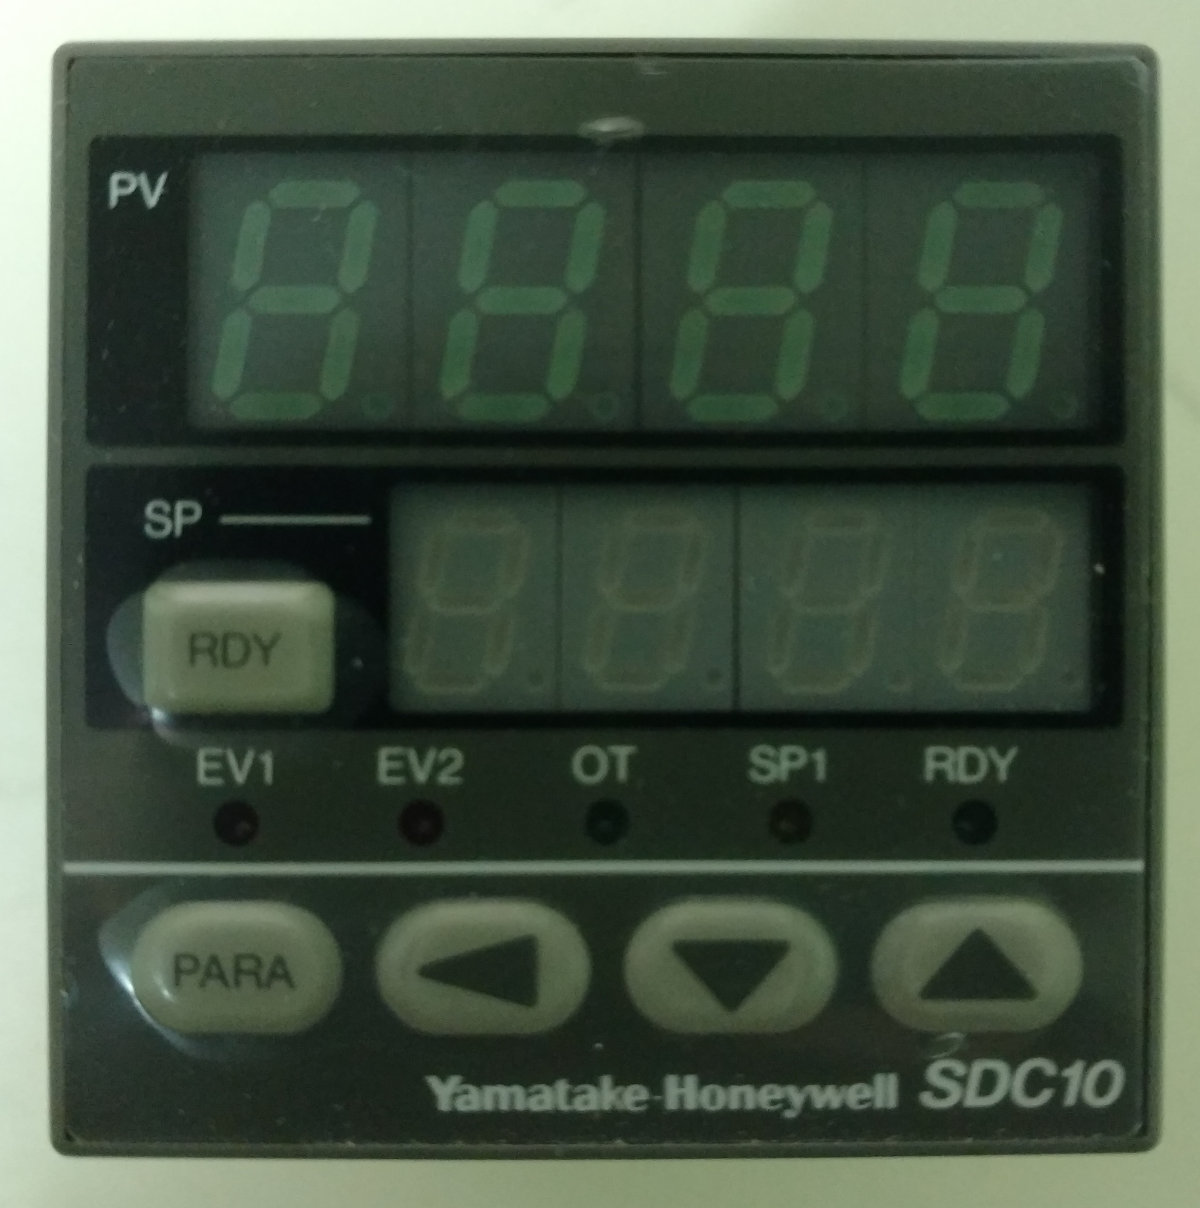 PV
SP
RDY
EV1 EV2 OT SP1 RDY
PARA
Yamatake-Honeywell SDC10